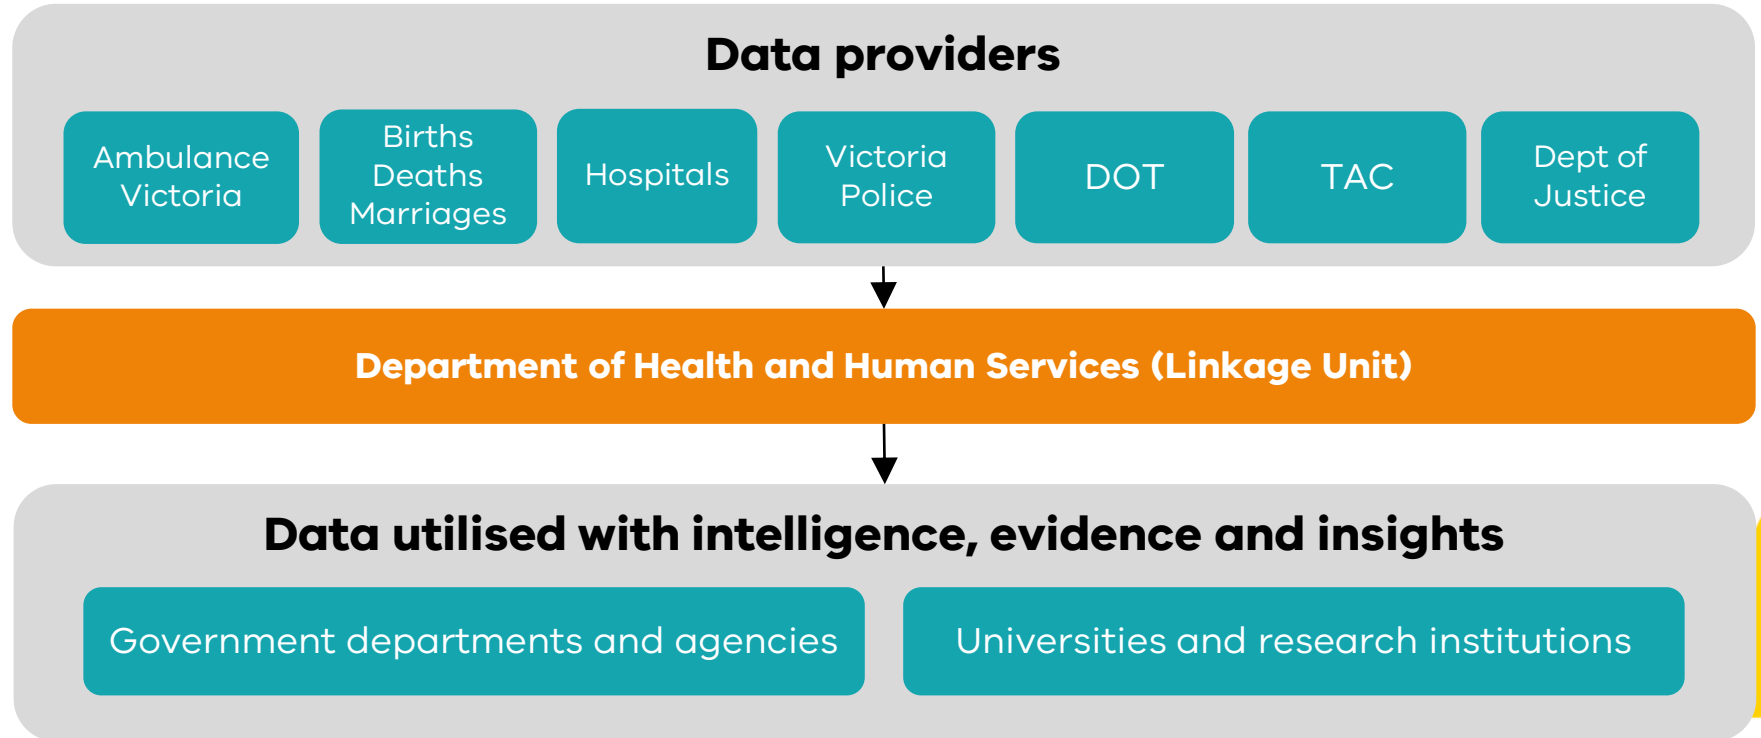 Data providers
Ambulance
Victoria
Births
Deaths
Marriages
Hospitals
Victoria
Police
DOT
TAC
Dept of
Justice
Department of Health and Human Services (Linkage Unit)
Data utilised with intelligence, evidence and insights
Government departments and agencies
Universities and research institutions